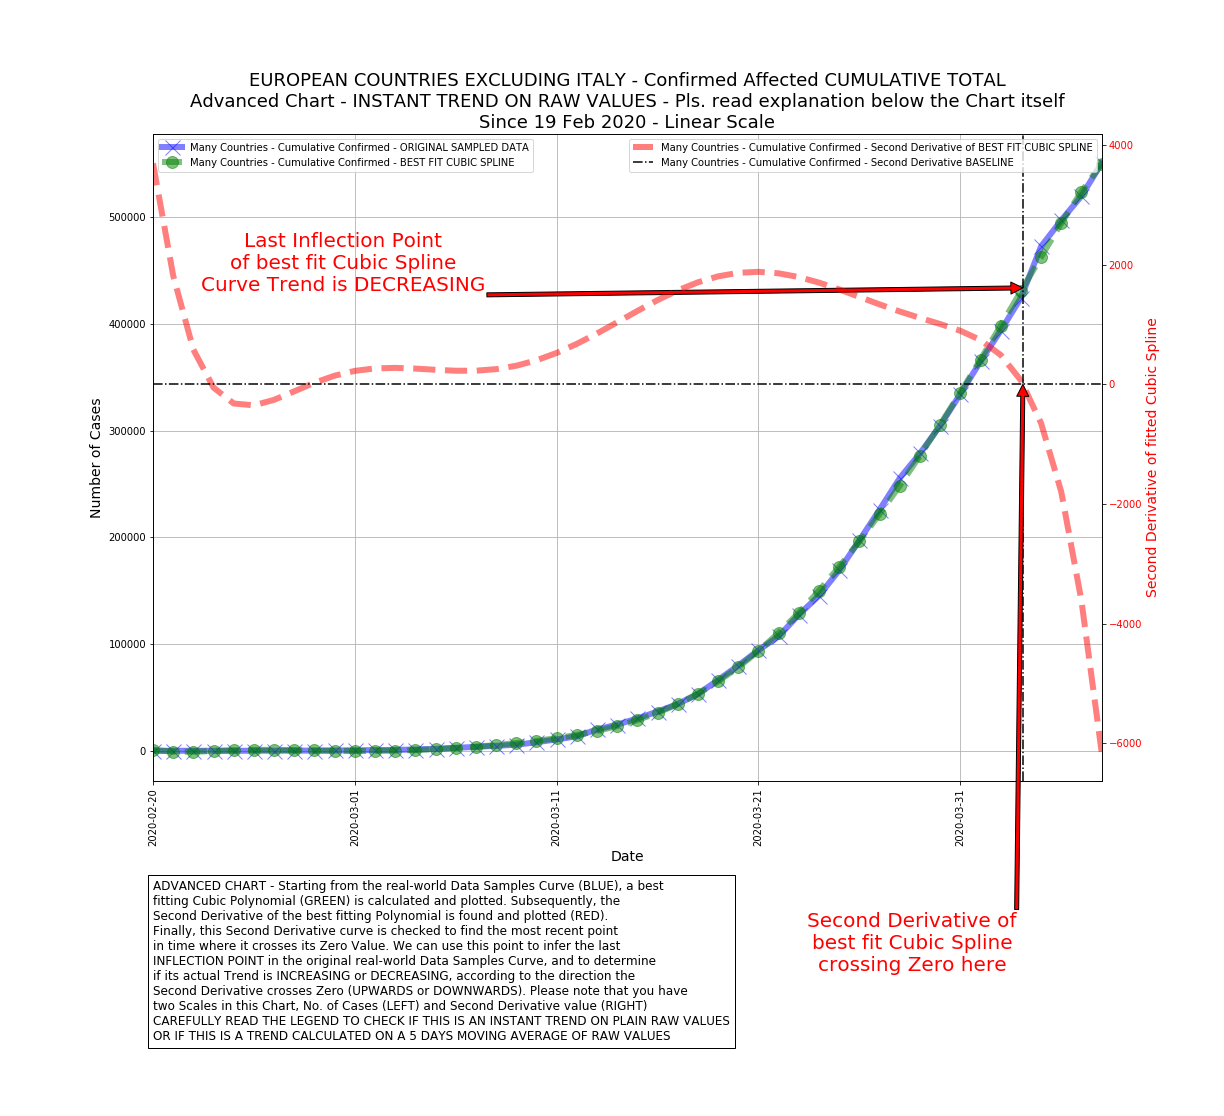 EUROPEAN COUNTRIES EXCLUDING ITALY - Confirmed Affected CUMULATIVE TOTAL
Advanced Chart - INSTANT TREND ON RAW VALUES - Pls. read explanation below the Chart itself
Since 19 Feb 2020 - Linear Scale
Many Countries - Cumulative Confirmed - ORIGINAL SAMPLED DATA
Many Countries - Cumulative Confirmed - BEST FIT CUBIC SPLINE
Many Countries - Cumulative Confirmed - Second Derivative of BEST FIT CUBIC SPLINE
Many Countries - Cumulative Confirmed - Second Derivative BASELINE
Last Inflection Point
of best fit Cubic Spline
Curve Trend is DECREASING
Number of Cases
500000
400000
300000
200000
100000
0
4000
2000
0
−2000
−4000
−6000
Second Derivative of fitted Cubic Spline
2020-02-20
2020-03-01
2020-03-11
2020-03-21
2020-03-31
Date
Second Derivative of
best fit Cubic Spline
crossing Zero here
ADVANCED CHART - Starting from the real-world Data Samples Curve (BLUE), a best
fitting Cubic Polynomial (GREEN) is calculated and plotted. Subsequently, the
Second Derivative of the best fitting Polynomial is found and plotted (RED).
Finally, this Second Derivative curve is checked to find the most recent point
in time where it crosses its Zero Value. We can use this point to infer the last
INFLECTION POINT in the original real-world Data Samples Curve, and to determine
if its actual Trend is INCREASING or DECREASING, according to the direction the
Second Derivative crosses Zero (UPWARDS or DOWNWARDS). Please note that you have
two Scales in this Chart, No. of Cases (LEFT) and Second Derivative value (RIGHT)
CAREFULLY READ THE LEGEND TO CHECK IF THIS IS AN INSTANT TREND ON PLAIN RAW VALUES
OR IF THIS IS A TREND CALCULATED ON A 5 DAYS MOVING AVERAGE OF RAW VALUES